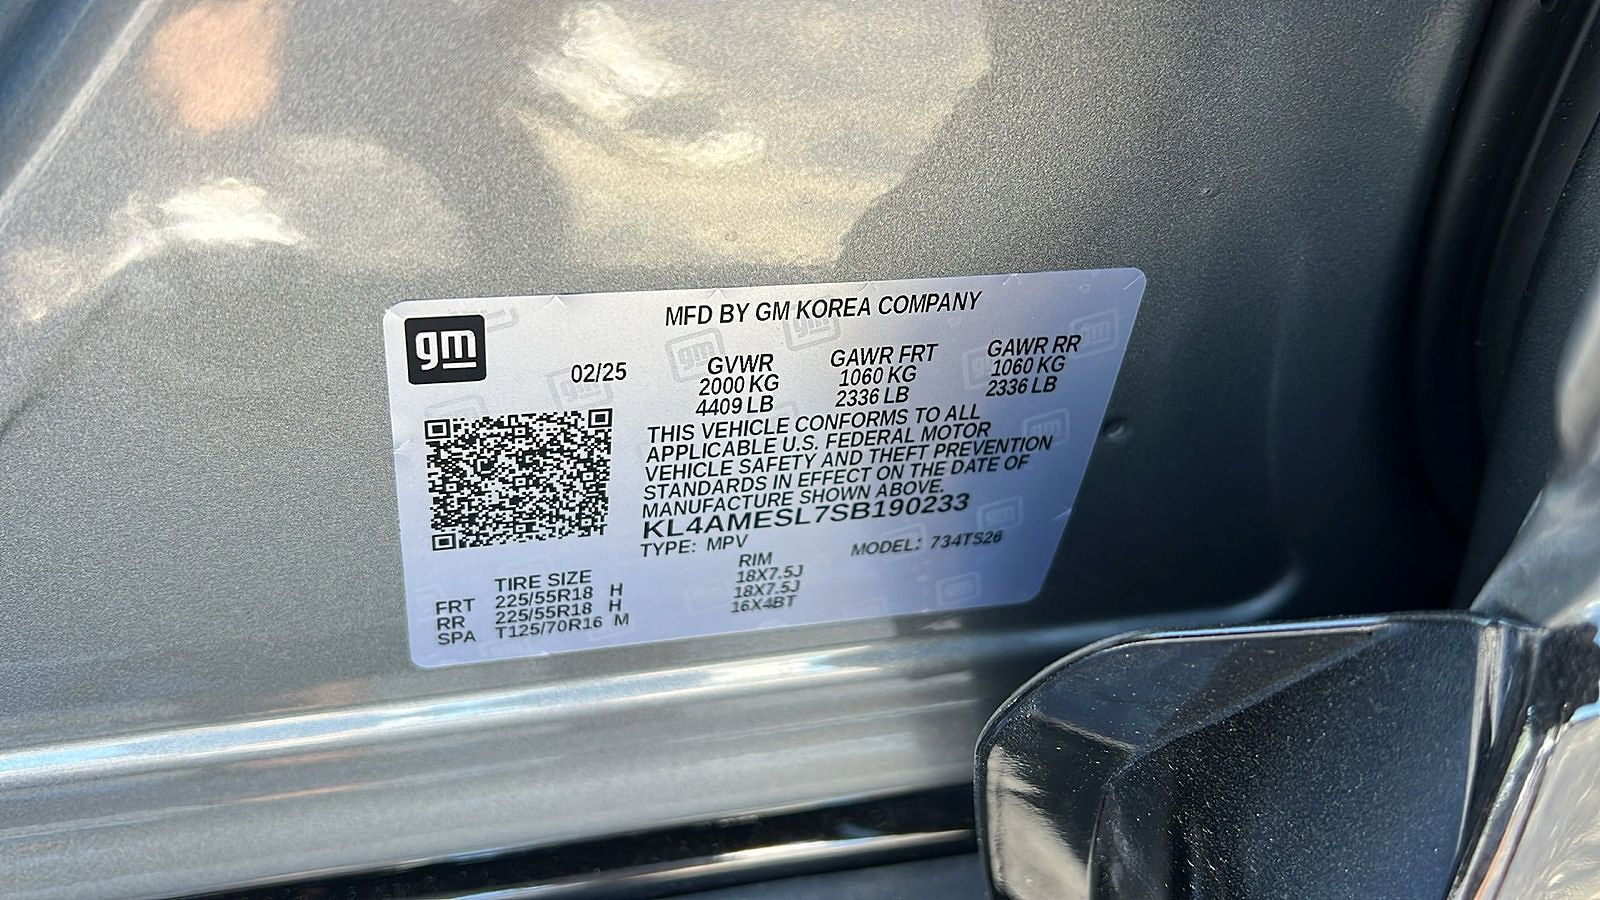 gm
MFD BY GM KOREA COMPANY
02/25
GVWR GAWR FRT GAWR RR
2000 KG 1060 KG 1060 KG
4409 LB 2336 LB 2336 LB
THIS VEHICLE CONFORMS TO ALL
APPLICABLE U.S. FEDERAL MOTOR
VEHICLE SAFETY AND THEFT PREVENTION
STANDARDS IN EFFECT ON THE DATE OF
MANUFACTURE SHOWN ABOVE.
KL4AMESL7SB190233
TYPE: MPV MODEL: 734TS26
TIRE SIZE RIM
FRT 225/55R18 H 18X7.5J
RR 225/55R18 H 18X7.5J
SPA T125/70R16 M 16X4BT